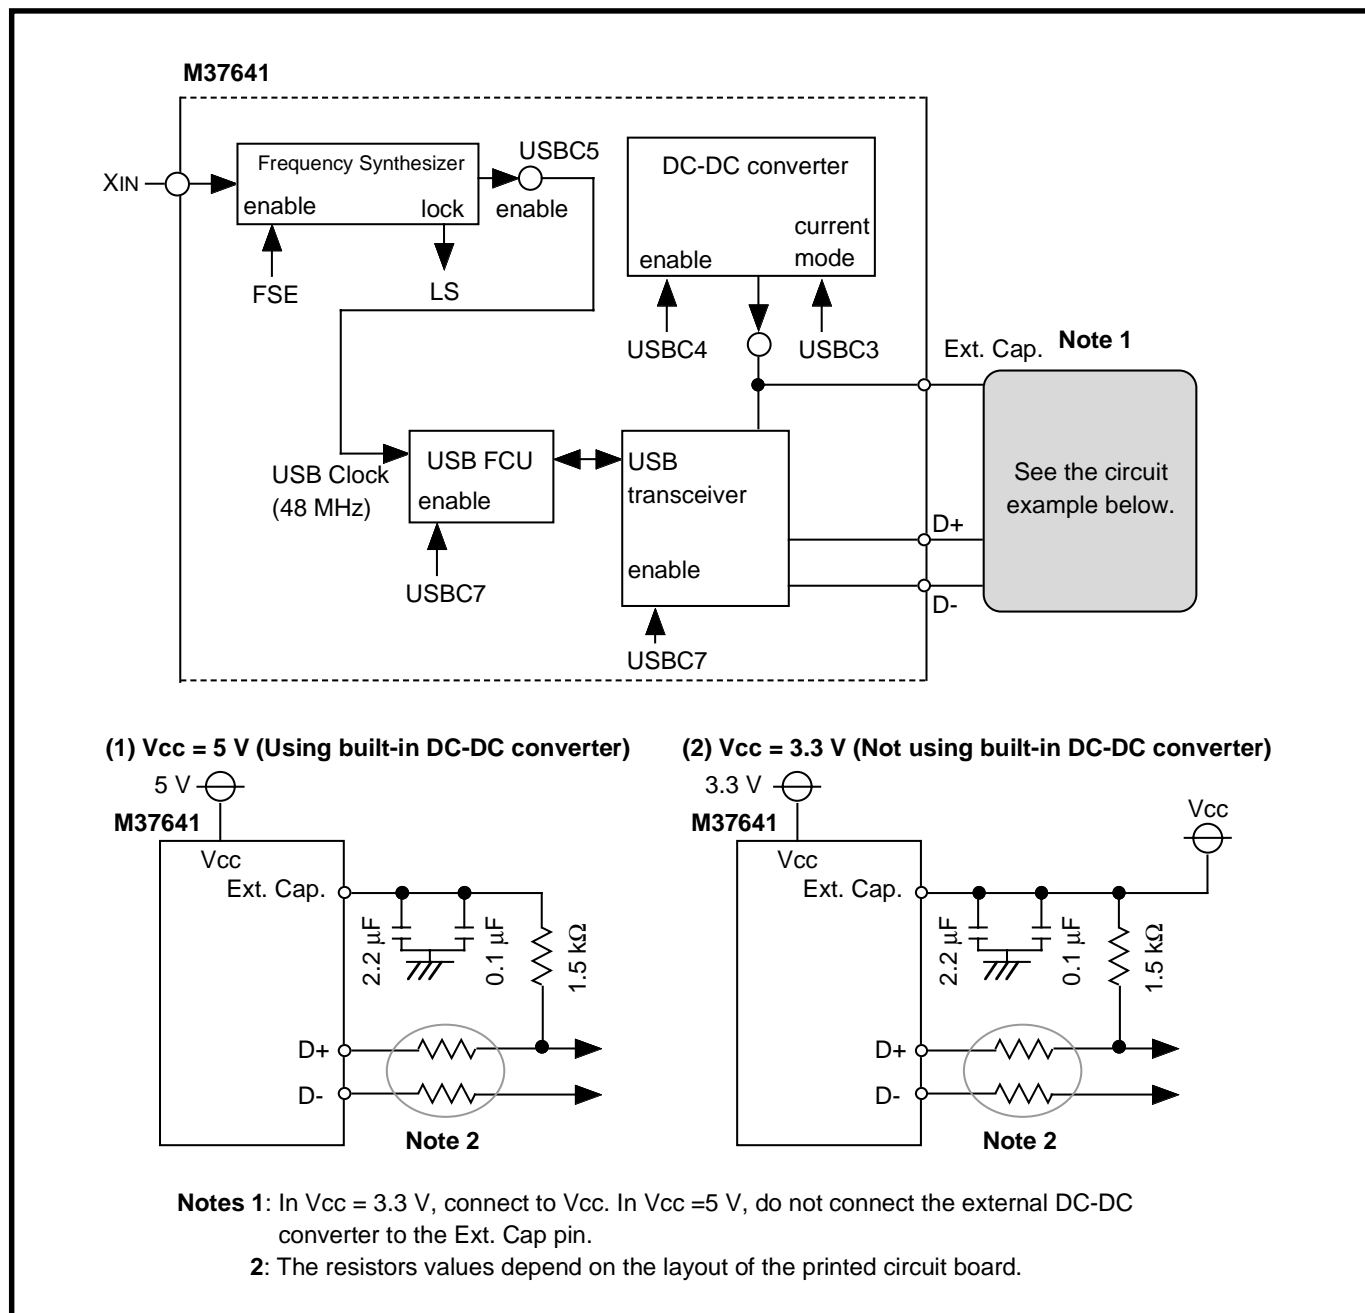 M37641
XIN
Frequency Synthesizer
enable
lock
USBC5
enable
FSE
LS
DC-DC converter
current
mode
enable
USBC4
USBC3
Ext. Cap.
Note 1
See the circuit
example below.
USB Clock
(48 MHz)
USB FCU
enable
USBC7
USB
transceiver
enable
USBC7
D+
D-
(1) Vcc = 5 V (Using built-in DC-DC converter)
5 V
M37641
Vcc
Ext. Cap.
2.2 µF
0.1 µF
1.5 kΩ
D+
D-
Note 2
(2) Vcc = 3.3 V (Not using built-in DC-DC converter)
3.3 V
M37641
Vcc
Vcc
Ext. Cap.
2.2 µF
0.1 µF
1.5 kΩ
D+
D-
Note 2
Notes 1: In Vcc = 3.3 V, connect to Vcc. In Vcc =5 V, do not connect the external DC-DC
converter to the Ext. Cap pin.
2: The resistors values depend on the layout of the printed circuit board.